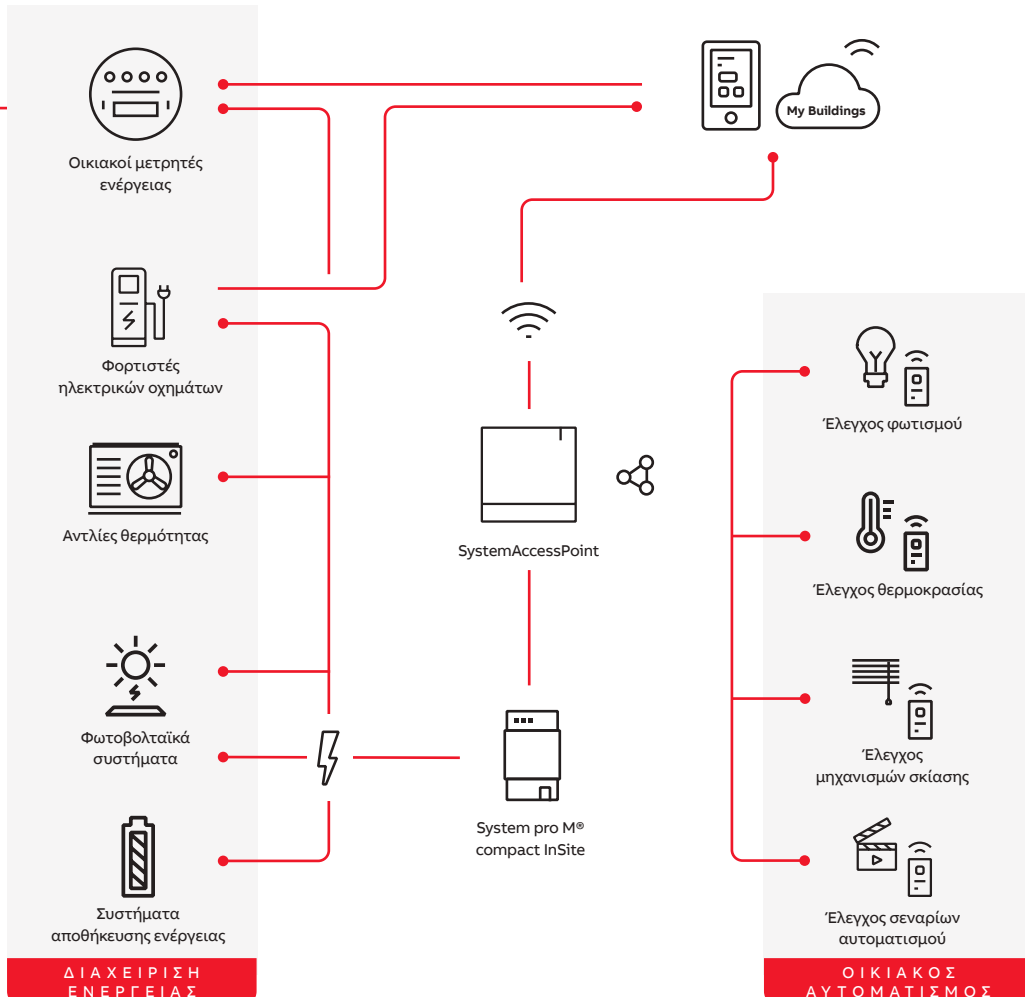 My Buildings
Οικιακοί μετρητές
ενέργειας
Φορτιστές
ηλεκτρικών οχημάτων
Αντλίες θερμότητας
Φωτοβολταϊκά
συστήματα
Συστήματα
αποθήκευσης ενέργειας
ΔΙΑΧΕΙΡΙΣΗ
ΕΝΕΡΓΕΙΑΣ
SystemAccessPoint
System pro M®
compact InSite
Έλεγχος φωτισμού
Έλεγχος θερμοκρασίας
Έλεγχος
μηχανισμών σκίασης
Έλεγχος σεναρίων
αυτοματισμού
ΟΙΚΙΑΚΟΣ
ΑΥΤΟΜΑΤΙΣΜΟΣ